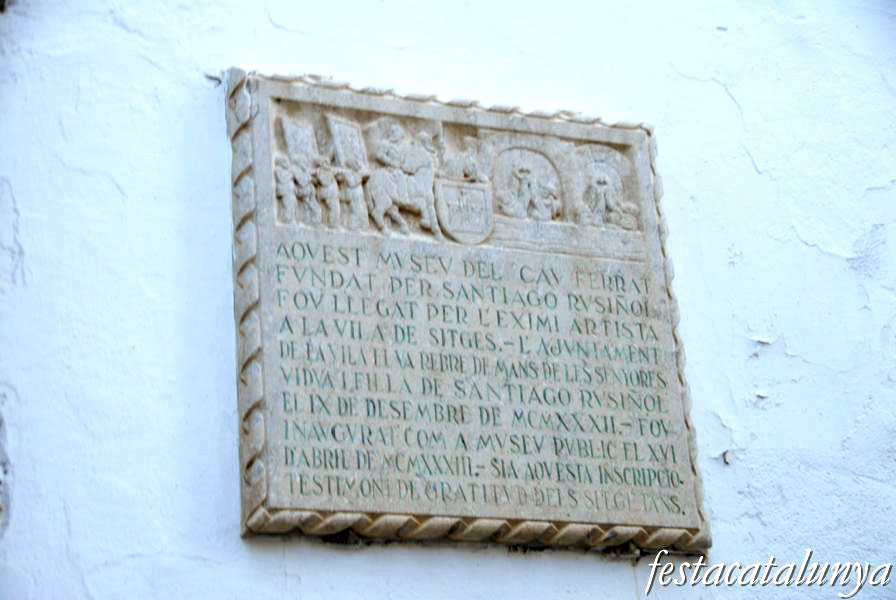 AQVEST MVSEV DEL CAV FERRAT
FVNDAT PER SANTIAGO RVSIÑOL
FOV LLEGAT PER L'EXIMI ARTISTA
A LA VILA DE SITGES.-L'AJVNTAMENT
DE LA VILA EL VA REBRE DE MANS DE LES SENYORES
VIDVA I FILLA DE SANTIAGO RVSIÑOL
EL IX DE DESEMBRE DE MCMXXXII.-FOV
INAVGVRAT COM A MVSEV PVBLIC EL XVI
D'ABRIL DE MCMXXXIII.-SIA AQVESTA INSCRIPCIO
TESTIMONI DE GRATITVD DELS SITGETANS.
festacatalunya